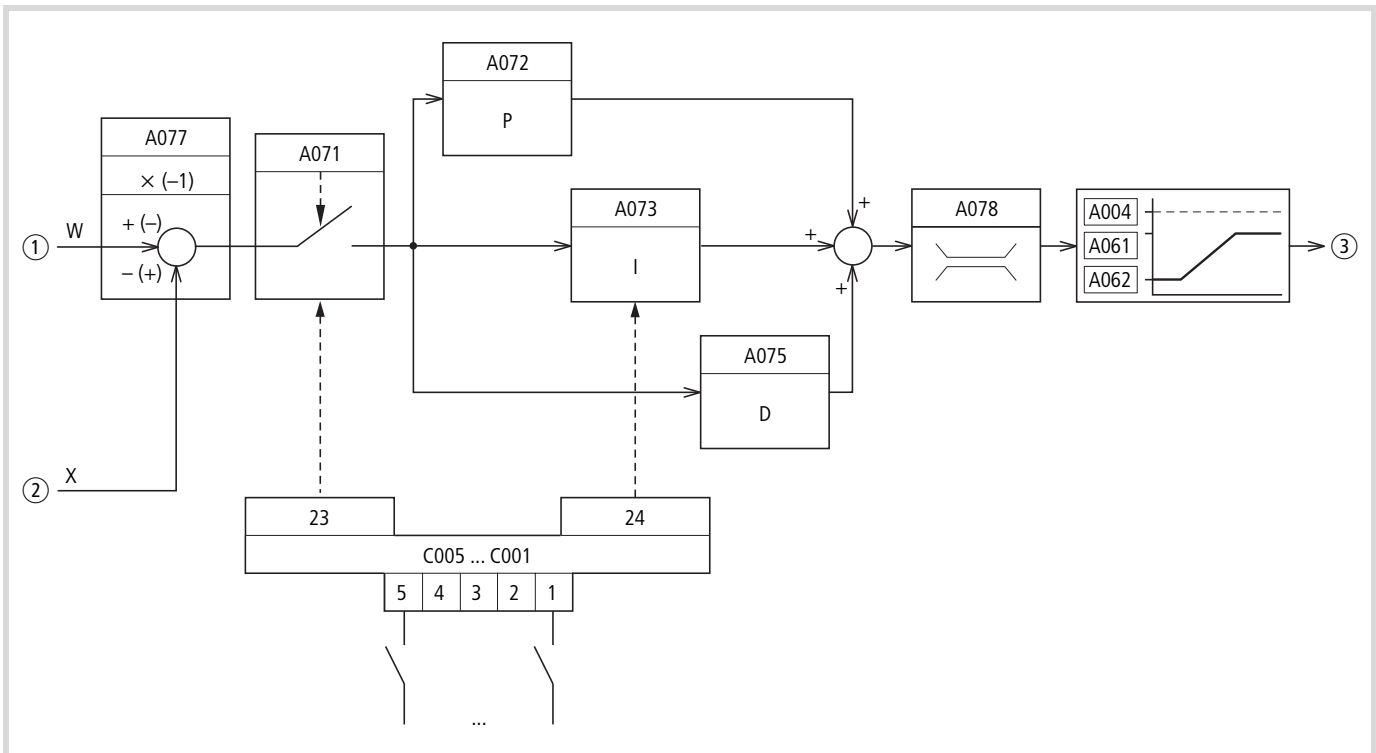 A072
P
A077
× (–1)
+ (–)
– (+)
A071
A073
I
A075
D
+
+
+
A078
A004
A061
A062
① W
③
② X
23
24
C005 ... C001
5 4 3 2 1
...